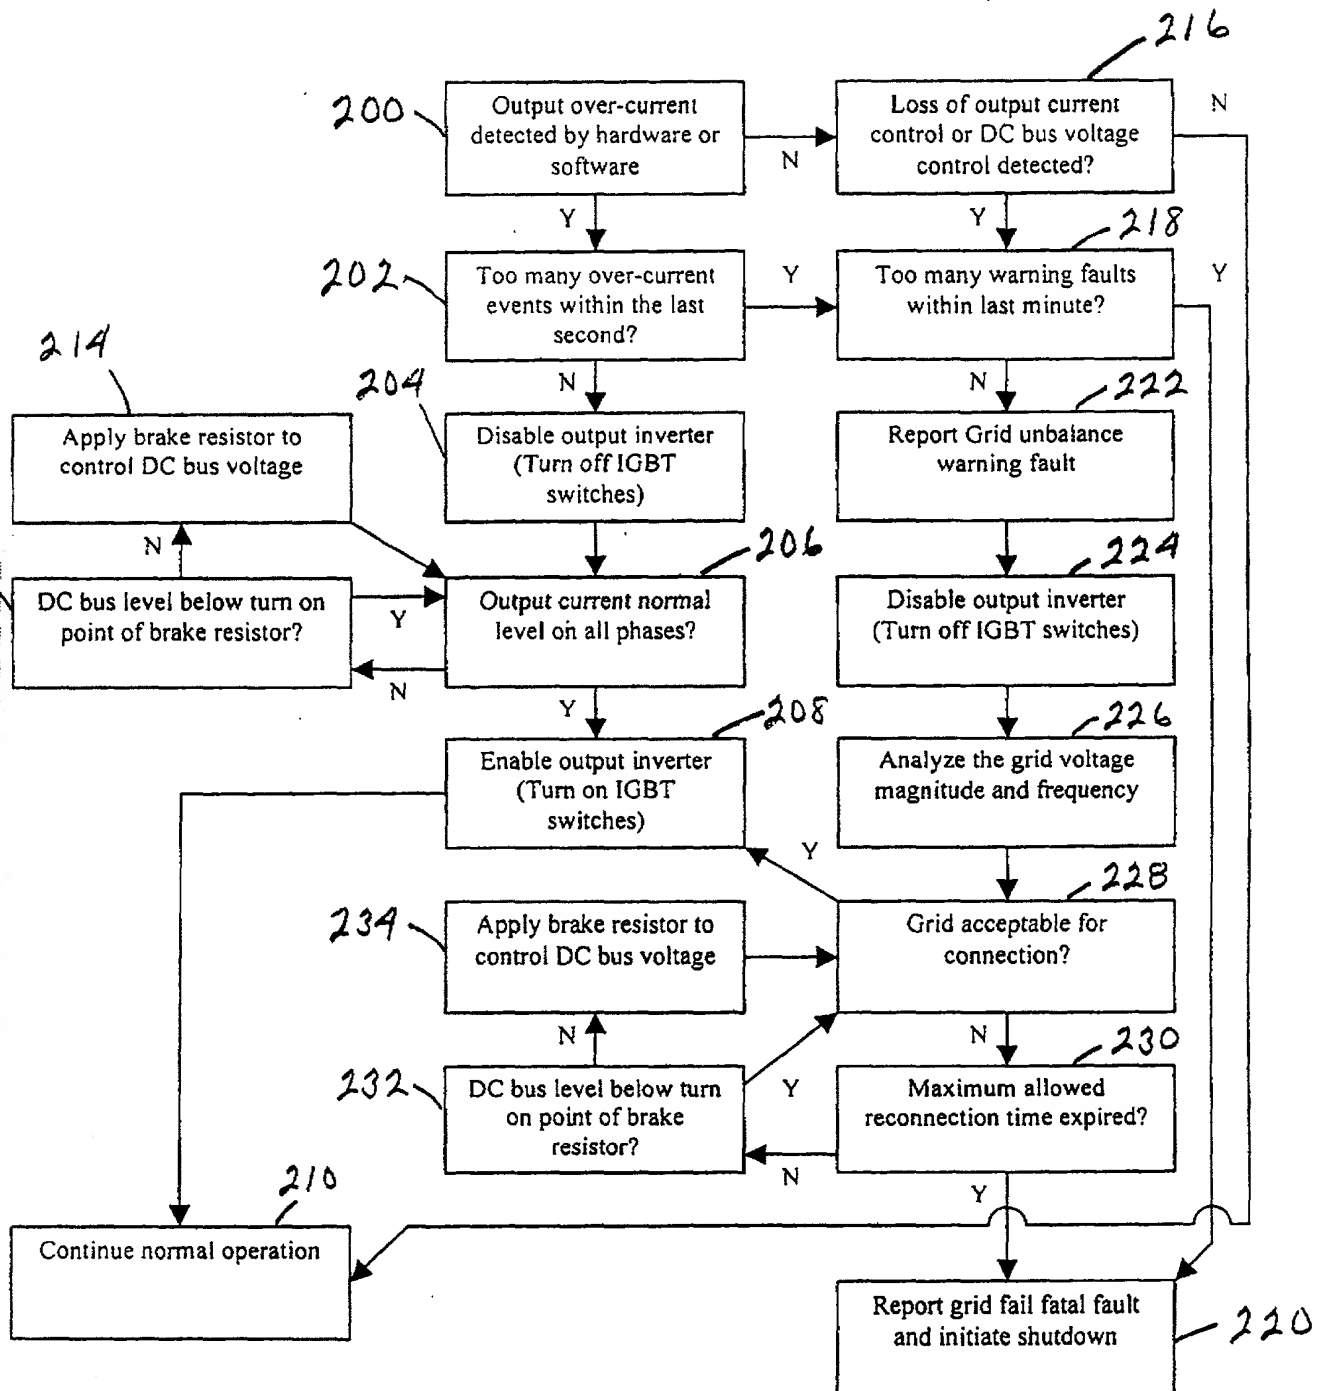 216
200
Output over-current
detected by hardware or
software
N
Loss of output current
control or DC bus voltage
control detected?
N
Y
Y
218
202
Too many over-current
events within the last
second?
Y
Too many warning faults
within last minute?
Y
214
204
N
N
222
Apply brake resistor to
control DC bus voltage
Disable output inverter
(Turn off IGBT
switches)
Report Grid unbalance
warning fault
N
206
224
DC bus level below turn on
point of brake resistor?
Y
N
Output current normal
level on all phases?
Disable output inverter
(Turn off IGBT switches)
Y
208
226
Enable output inverter
(Turn on IGBT
switches)
Analyze the grid voltage
magnitude and frequency
Y
228
234
Apply brake resistor to
control DC bus voltage
Grid acceptable for
connection?
N
N
230
232
DC bus level below turn
on point of brake
resistor?
Y
N
Maximum allowed
reconnection time expired?
Y
210
Continue normal operation
Report grid fail fatal fault
and initiate shutdown
220